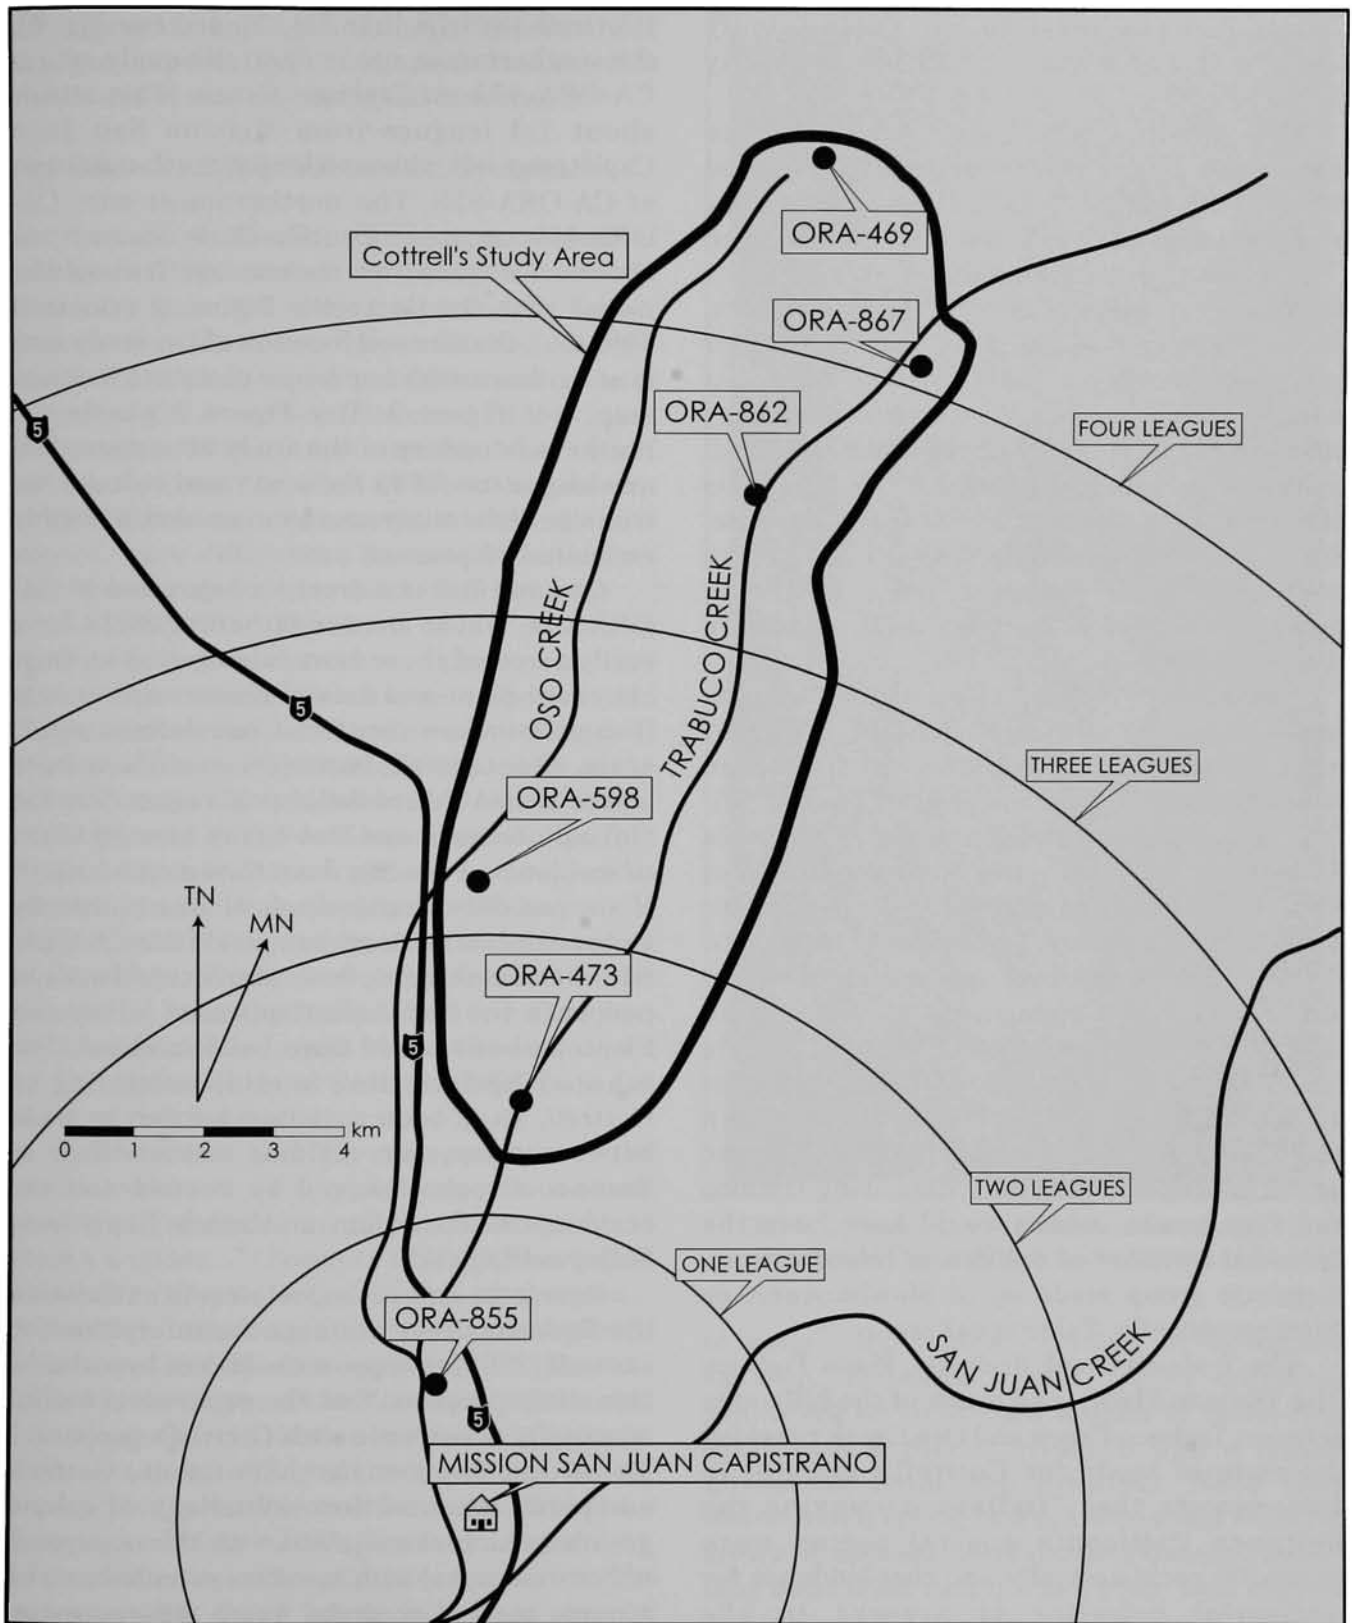 ORA-469
Cottrell's Study Area
ORA-867
ORA-862
FOUR LEAGUES
5
OSO CREEK
TRABUCO CREEK
5
THREE LEAGUES
ORA-598
TN
MN
ORA-473
5
km
0 1 2 3 4
TWO LEAGUES
ONE LEAGUE
ORA-855
SAN JUAN CREEK
5
MISSION SAN JUAN CAPISTRANO